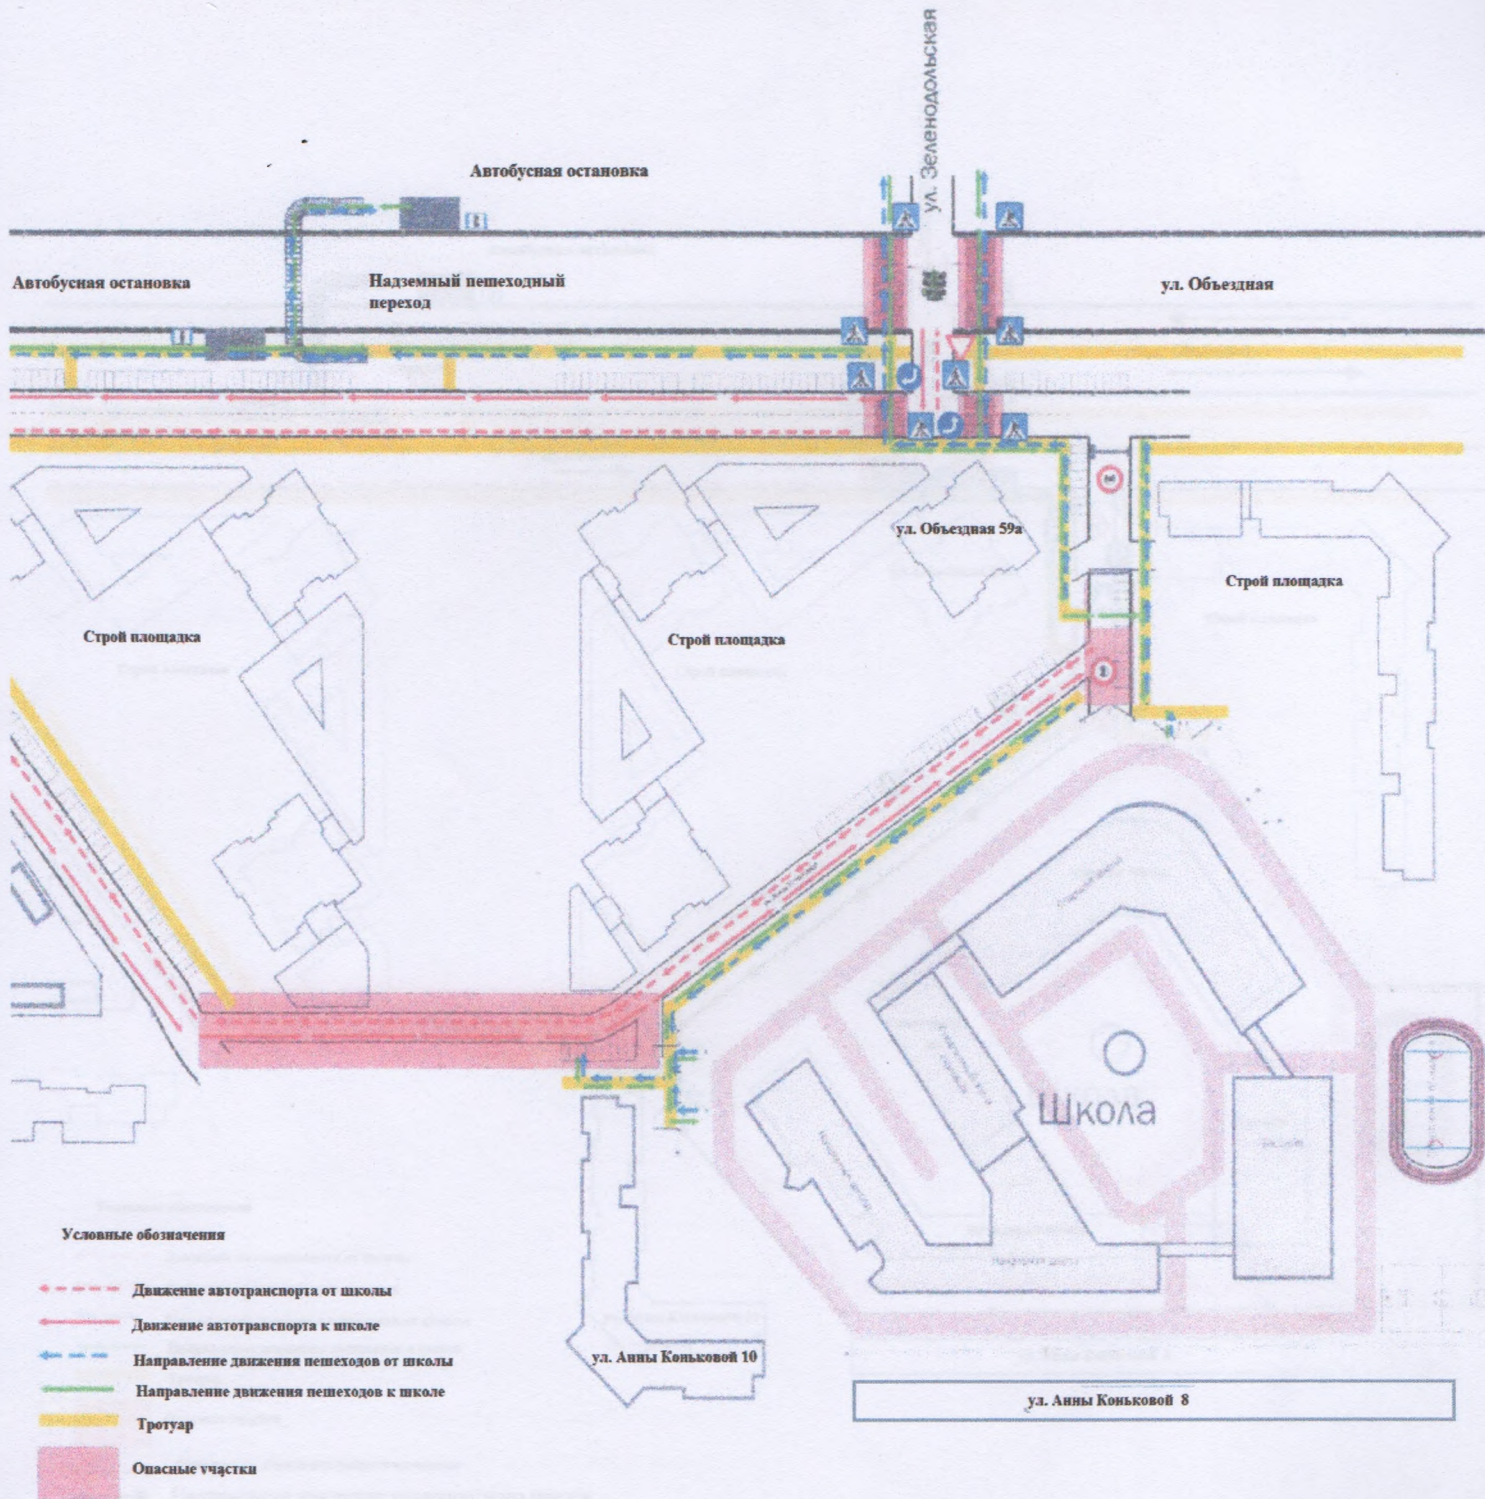 ул. Зеленодольская
Автобусная остановка
Автобусная остановка
Надземный пешеходный
переход
ул. Объездная
ул. Объездная 59а
Строй площадка
Строй площадка
Строй площадка
Школа
Условные обозначения
Движение автотранспорта от школы
Движение автотранспорта к школе
Направление движения пешеходов от школы
Направление движения пешеходов к школе
Тротуар
Опасные участки
ул. Анны Коньковой 10
ул. Анны Коньковой 8